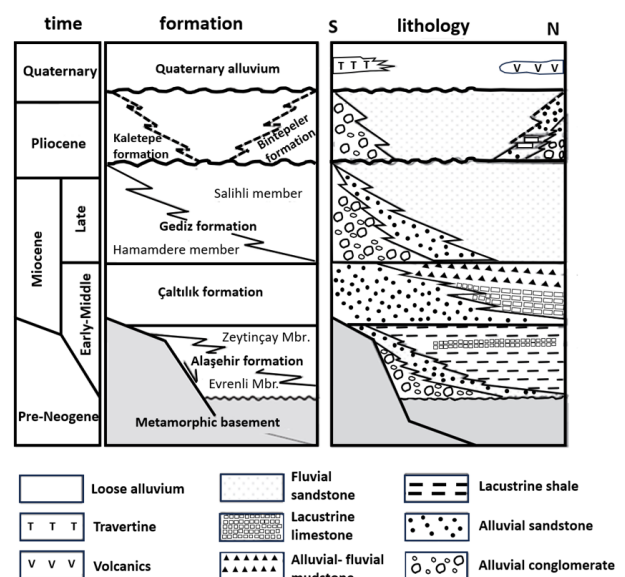 time
formation
S
lithology
N
Quaternary
Quaternary alluvium
T T T
V V V
Pliocene
Kaletepe
formation
Bintepeler
formation
Miocene
Late
Salihli member
Gediz formation
Hamamdere member
Early-Middle
Çaltılık formation
Zeytinçay Mbr.
Alaşehir formation
Evrenli Mbr.
Pre-Neogene
Metamorphic basement
Loose alluvium
Fluvial
sandstone
Lacustrine shale
T T T
Travertine
Lacustrine
limestone
Alluvial sandstone
V V V
Volcanics
Alluvial- fluvial
mudstone
Alluvial conglomerate